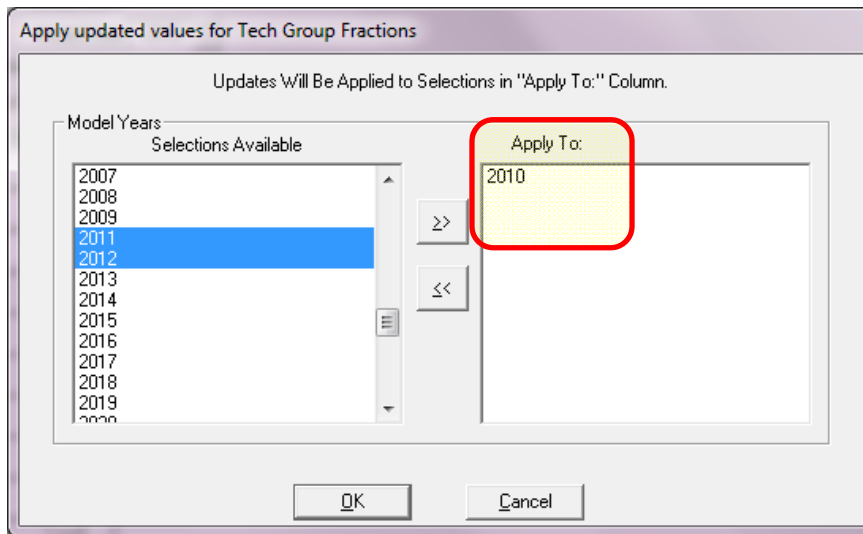 Apply updated values for Tech Group Fractions
Updates Will Be Applied to Selections in "Apply To:" Column.
Model Years
Selections Available
2007
2008
2009
2011
2012
2013
2014
2015
2016
2017
2018
2019
>>
<<
Apply To:
2010
OK
Cancel